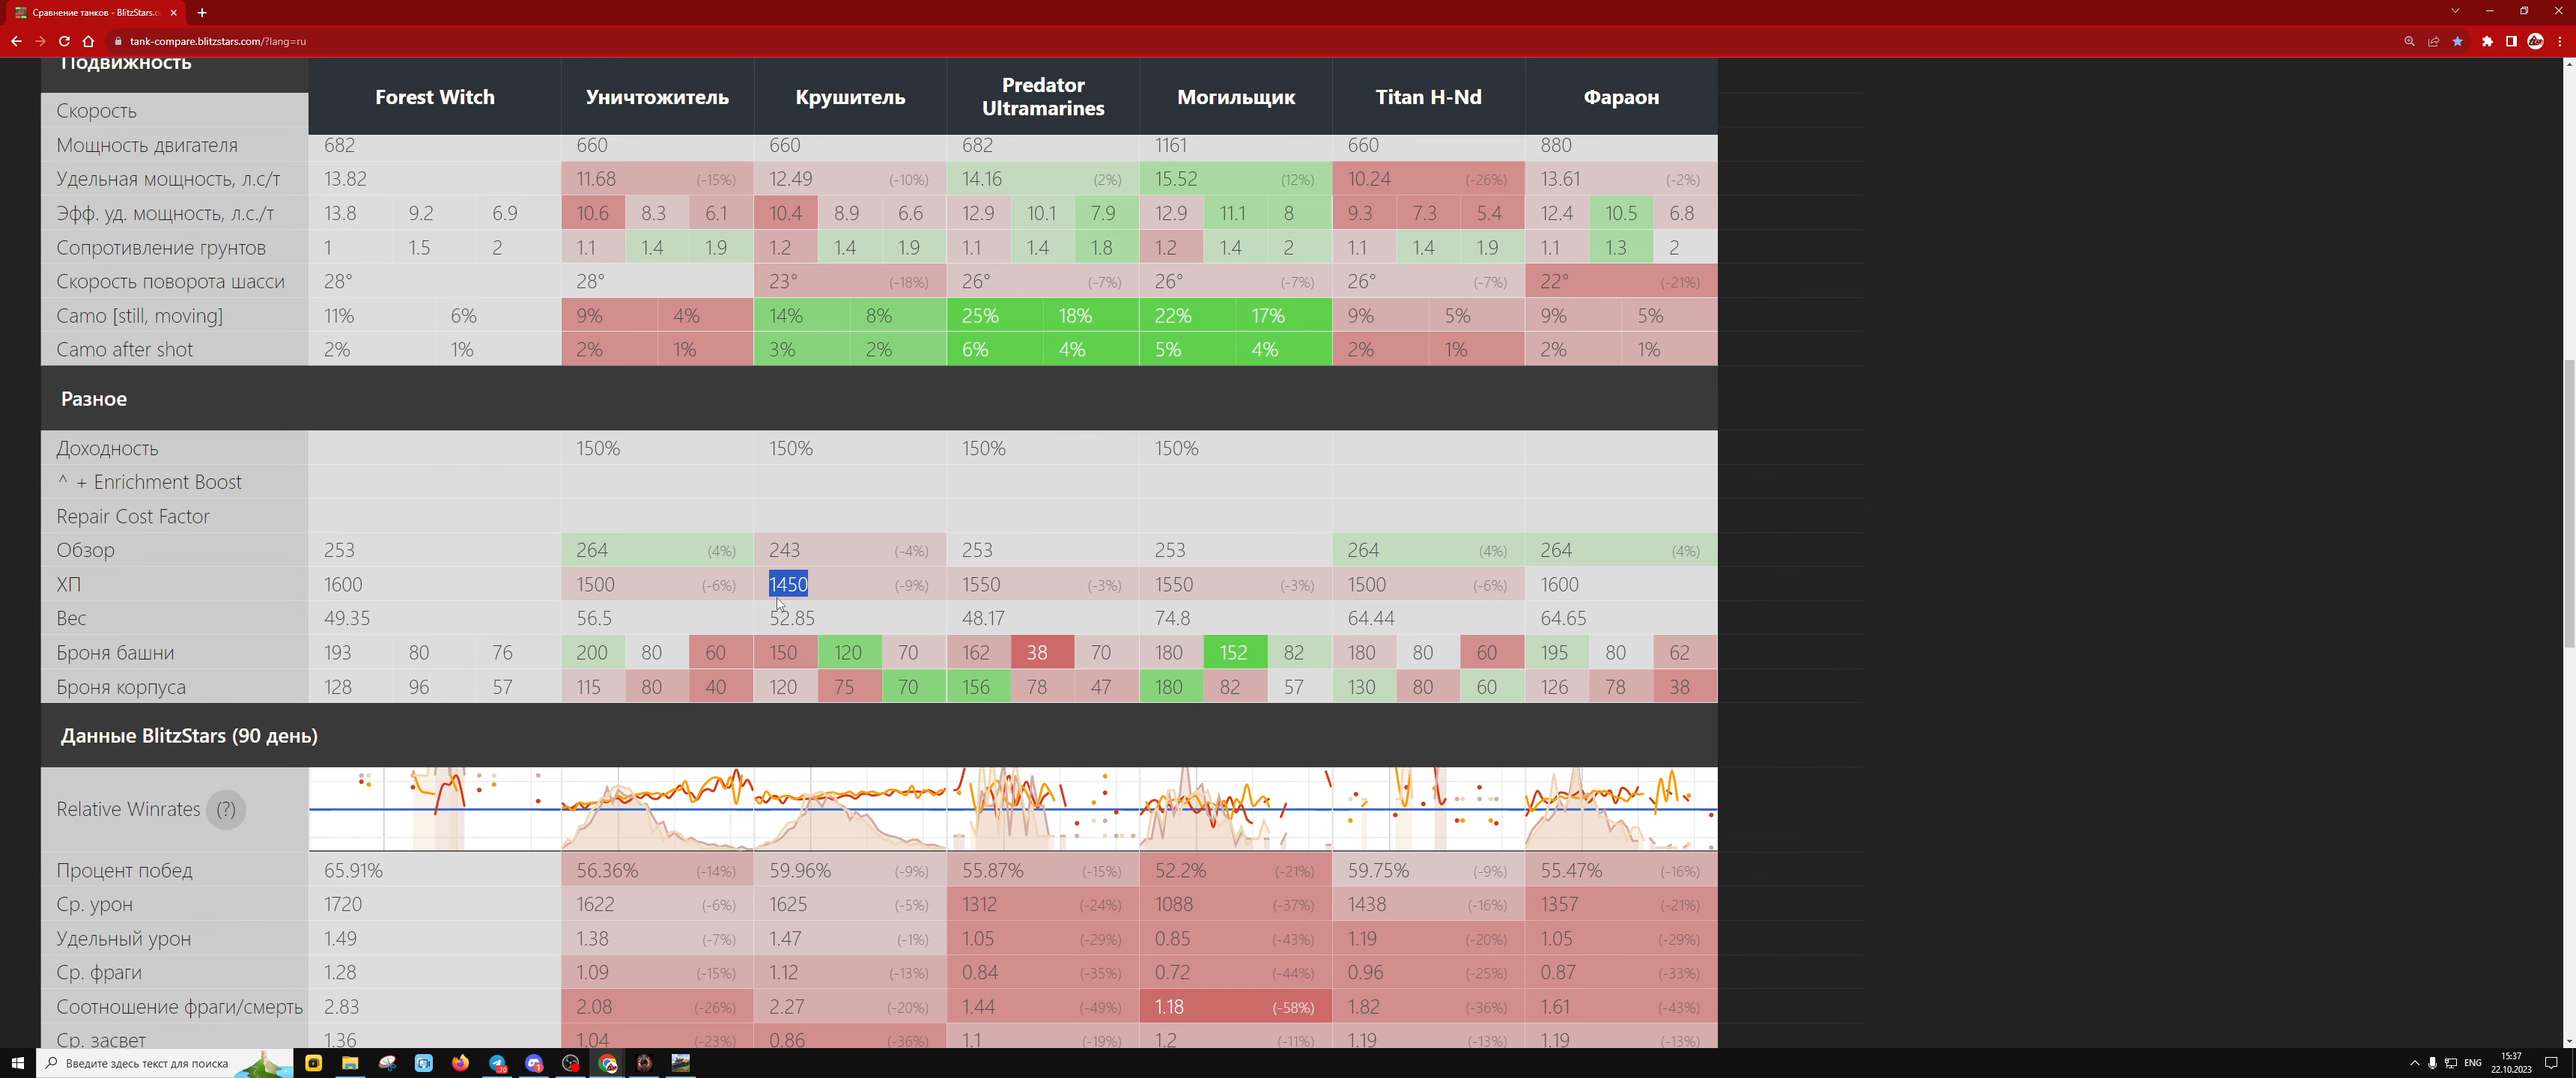 Сравнение танков - BlitzStars.c
tank-compare.blitzstars.com/?lang=ru
Подвижность
Forest Witch Уничтожитель Крушитель Predator Ultramarines Могильщик Titan H-Nd Фараон
Скорость
Мощность двигателя 682 660 660 682 1161 660 880
Удельная мощность, л.с/т 13.82 11.68 (-15%) 12.49 (-10%) 14.16 (2%) 15.52 (12%) 10.24 (-26%) 13.61 (-2%)
Эфф. уд. мощность, л.с./т 13.8 9.2 6.9 10.6 8.3 6.1 10.4 8.9 6.6 12.9 10.1 7.9 12.9 11.1 8 9.3 7.3 5.4 12.4 10.5 6.8
Сопротивление грунтов 1 1.5 2 1.1 1.4 1.9 1.2 1.4 1.9 1.1 1.4 1.8 1.2 1.4 2 1.1 1.4 1.9 1.1 1.3 2
Скорость поворота шасси 28° 28° 23° (-18%) 26° (-7%) 26° (-7%) 26° (-7%) 22° (-21%)
Camo [still, moving] 11% 6% 9% 4% 14% 8% 25% 18% 22% 17% 9% 5% 9% 5%
Camo after shot 2% 1% 2% 1% 3% 2% 6% 4% 5% 4% 2% 1% 2% 1%
Разное
Доходность 150% 150% 150% 150%
^ + Enrichment Boost
Repair Cost Factor
Обзор 253 264 (4%) 243 (-4%) 253 253 264 (4%) 264 (4%)
ХП 1600 1500 (-6%) 1450 (-9%) 1550 (-3%) 1550 (-3%) 1500 (-6%) 1600
Вес 49.35 56.5 52.85 48.17 74.8 64.44 64.65
Броня башни 193 80 76 200 80 60 150 120 70 162 38 70 180 152 82 180 80 60 195 80 62
Броня корпуса 128 96 57 115 80 40 120 75 70 156 78 47 180 82 57 130 80 60 126 78 38
Данные BlitzStars (90 день)
Relative Winrates (?)
Процент побед 65.91% 56.36% (-14%) 59.96% (-9%) 55.87% (-15%) 52.2% (-21%) 59.75% (-9%) 55.47% (-16%)
Ср. урон 1720 1622 (-6%) 1625 (-5%) 1312 (-24%) 1088 (-37%) 1438 (-16%) 1357 (-21%)
Удельный урон 1.49 1.38 (-7%) 1.47 (-1%) 1.05 (-29%) 0.85 (-43%) 1.19 (-20%) 1.05 (-29%)
Ср. фраги 1.28 1.09 (-15%) 1.12 (-13%) 0.84 (-35%) 0.72 (-44%) 0.96 (-25%) 0.87 (-33%)
Соотношение фраги/смерть 2.83 2.08 (-26%) 2.27 (-20%) 1.44 (-49%) 1.18 (-58%) 1.82 (-36%) 1.61 (-43%)
Ср. засвет 1.36 1.04 (-23%) 0.86 (-36%) 1.1 (-19%) 1.2 (-11%) 1.19 (-13%) 1.19 (-13%)
Введите здесь текст для поиска
ENG
15:37
22.10.2023